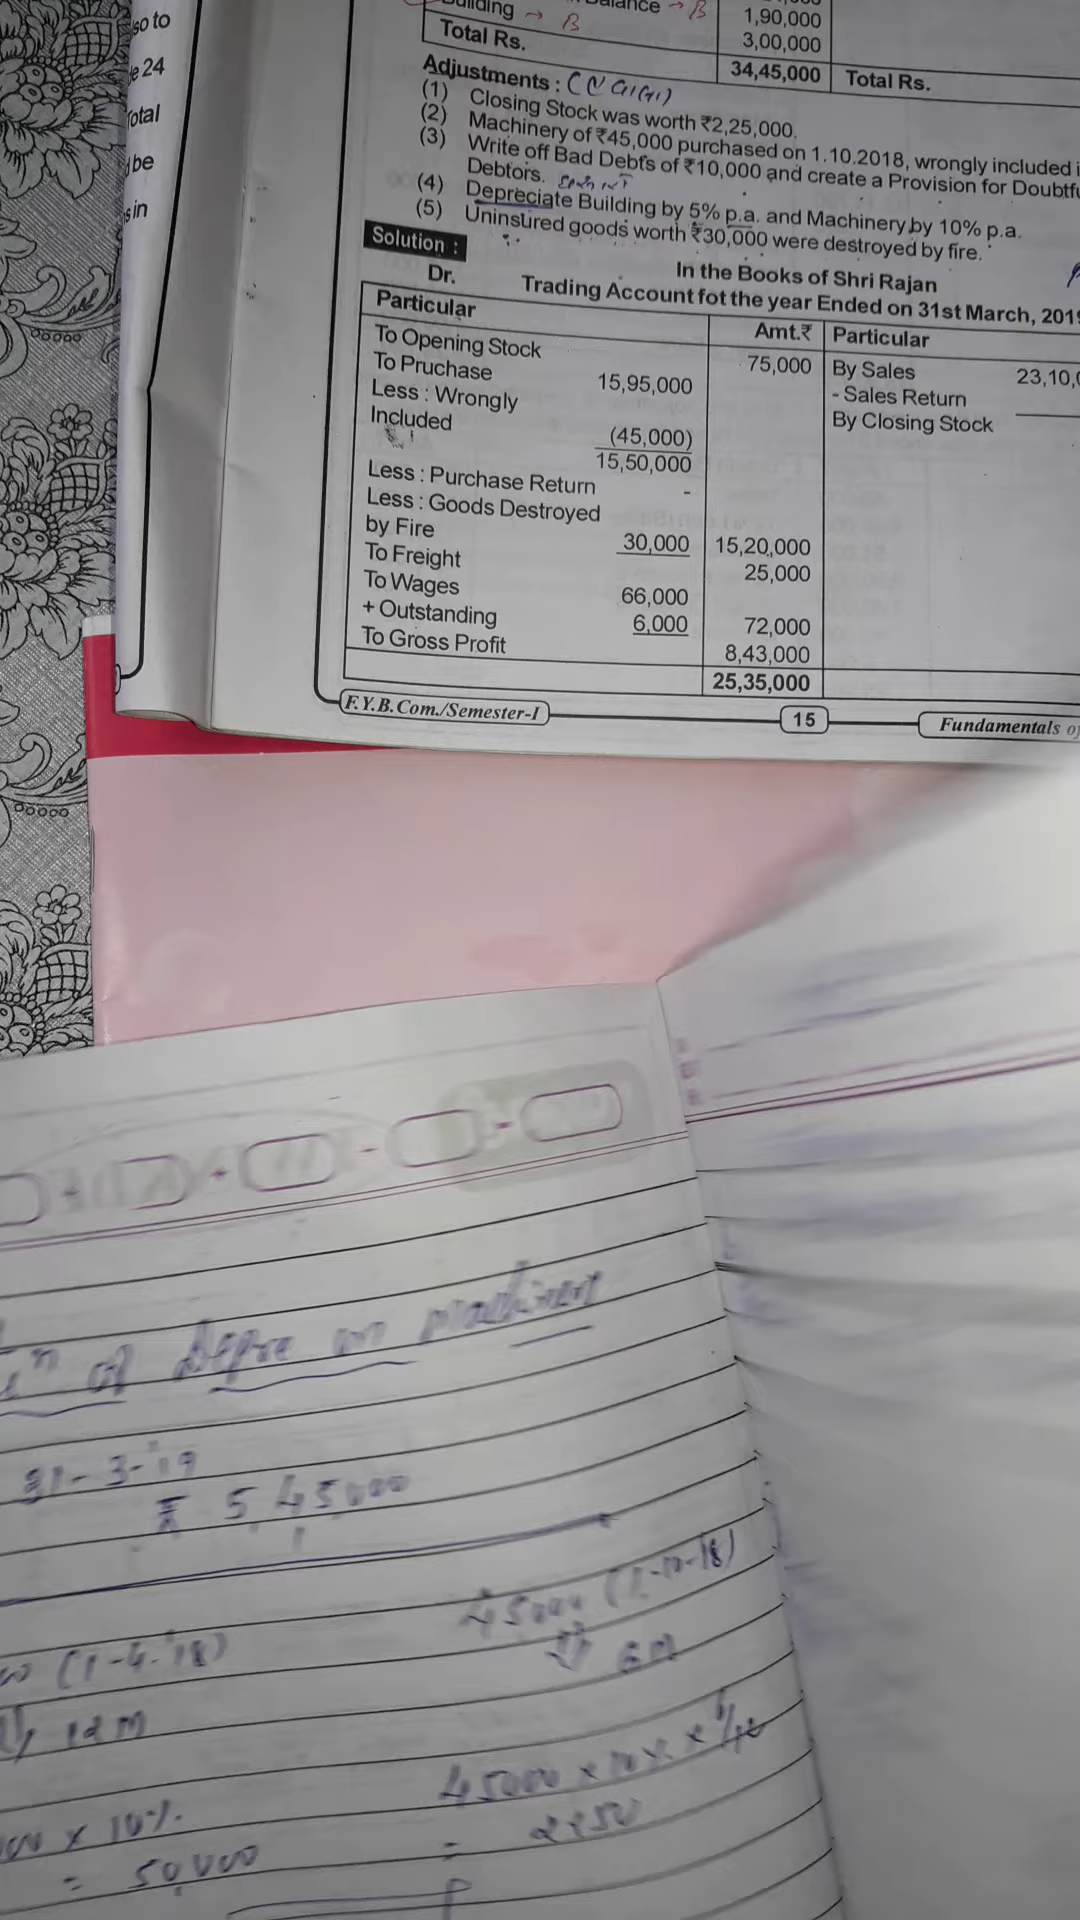 so to
e 24
Total
be
s in
Building → B
Balance → B
1,90,000
3,00,000
Total Rs. 34,45,000 Total Rs.
Adjustments :
(1) Closing Stock was worth ₹2,25,000.
(2) Machinery of ₹45,000 purchased on 1.10.2018, wrongly included i
(3) Write off Bad Debts of ₹10,000 and create a Provision for Doubtfu
Debtors.
(4) Depreciate Building by 5% p.a. and Machinery by 10% p.a.
(5) Uninsured goods worth ₹30,000 were destroyed by fire.
Solution :
In the Books of Shri Rajan
Dr. Trading Account fot the year Ended on 31st March, 2019
Particular Amt.₹ Particular
To Opening Stock 75,000 By Sales 23,10,0
To Pruchase 15,95,000 - Sales Return
Less : Wrongly By Closing Stock
Included (45,000)
15,50,000
Less : Purchase Return -
Less : Goods Destroyed
by Fire 30,000 15,20,000
To Freight 25,000
To Wages 66,000
+ Outstanding 6,000 72,000
To Gross Profit 8,43,000
25,35,000
F.Y.B.Com./Semester-I 15 Fundamentals o
n of Depre on machinery
31-3-19
5,45000
(1-4-18) 45000 (1-10-18)
12 M 6M
00 x 10% 45000 x 10% x 6/12
= 50,000 = 2250